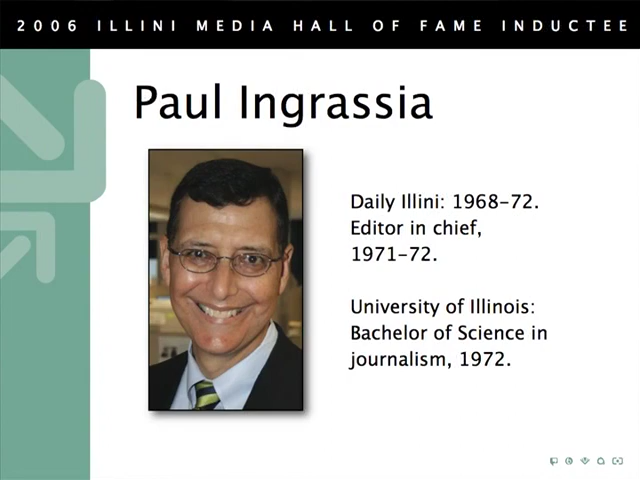 2006 ILLINI MEDIA HALL OF FAME INDUCTEE
Paul Ingrassia
Daily Illini: 1968-72.
Editor in chief,
1971-72.
University of Illinois:
Bachelor of Science in
journalism, 1972.